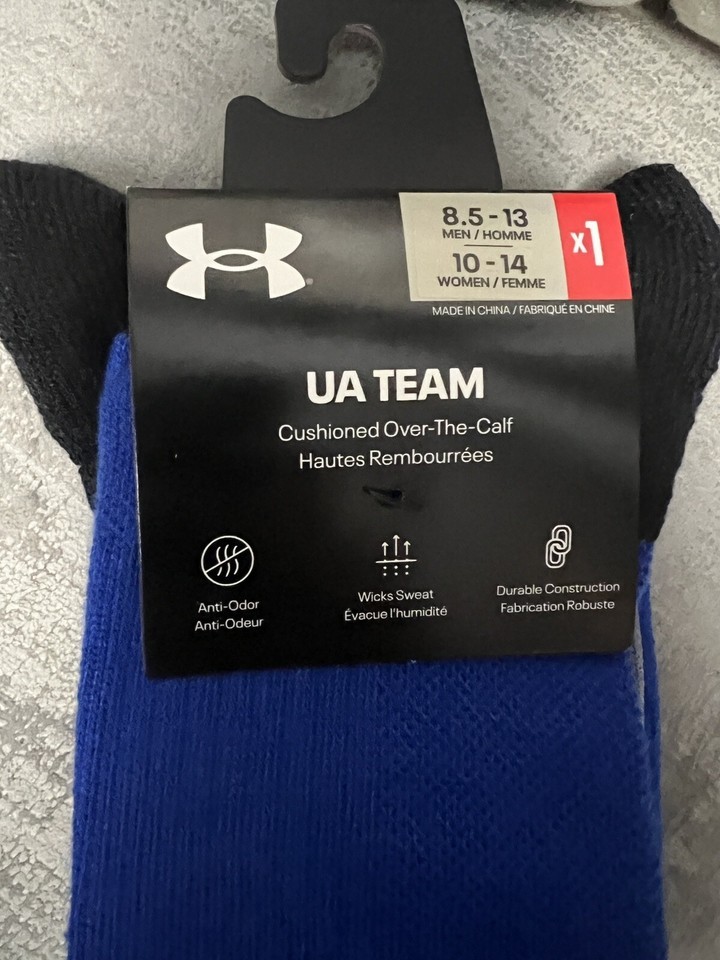 8.5 - 13
MEN / HOMME
10 - 14
WOMEN / FEMME
x1
MADE IN CHINA / FABRIQUÉ EN CHINE
UA TEAM
Cushioned Over-The-Calf
Hautes Rembourrées
Anti-Odor
Anti-Odeur
Wicks Sweat
Évacue l'humidité
Durable Construction
Fabrication Robuste